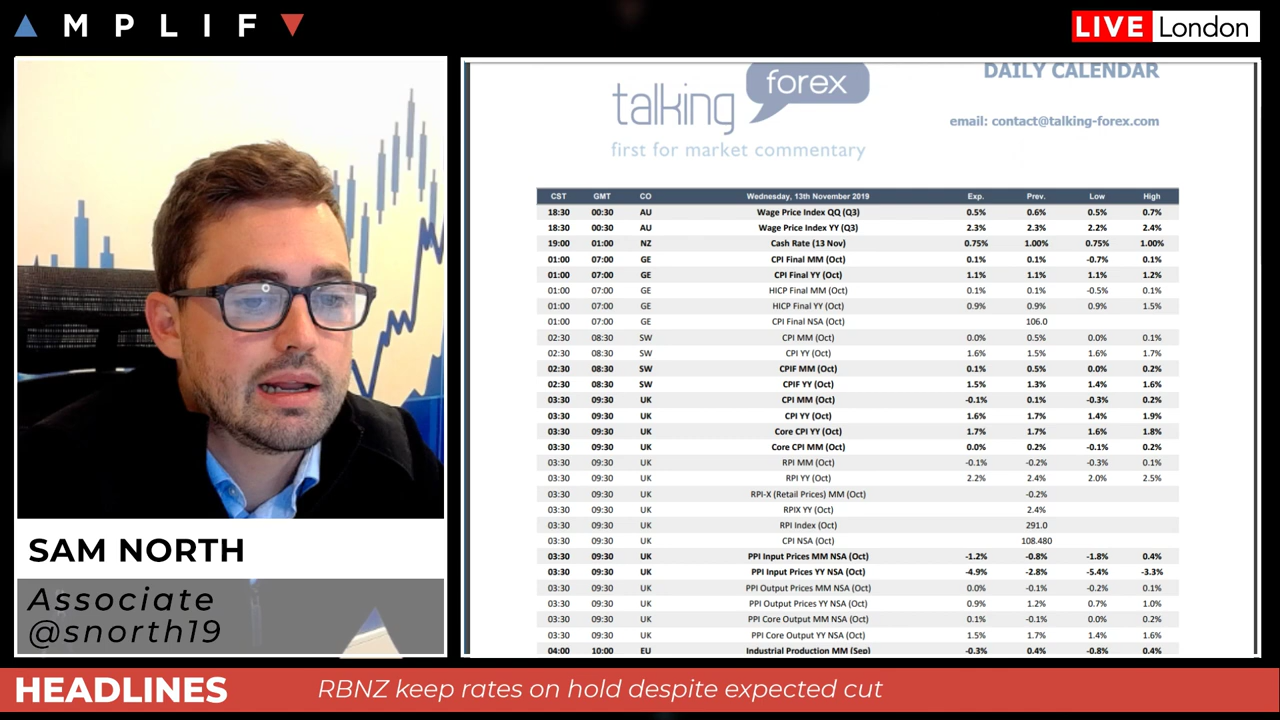 AMPLIFY
LIVE London
talking forex
first for market commentary
DAILY CALENDAR
email: contact@talking-forex.com
CST GMT CO Wednesday, 13th November 2019 Exp. Prev. Low High
18:30 00:30 AU Wage Price Index QQ (Q3) 0.5% 0.6% 0.5% 0.7%
18:30 00:30 AU Wage Price Index YY (Q3) 2.3% 2.3% 2.2% 2.4%
19:00 01:00 NZ Cash Rate (13 Nov) 0.75% 1.00% 0.75% 1.00%
01:00 07:00 GE CPI Final MM (Oct) 0.1% 0.1% -0.7% 0.1%
01:00 07:00 GE CPI Final YY (Oct) 1.1% 1.1% 1.1% 1.2%
01:00 07:00 GE HICP Final MM (Oct) 0.1% 0.1% -0.5% 0.1%
01:00 07:00 GE HICP Final YY (Oct) 0.9% 0.9% 0.9% 1.5%
01:00 07:00 GE CPI Final NSA (Oct) 106.0
02:30 08:30 SW CPI MM (Oct) 0.0% 0.5% 0.0% 0.1%
02:30 08:30 SW CPI YY (Oct) 1.6% 1.5% 1.6% 1.7%
02:30 08:30 SW CPIF MM (Oct) 0.1% 0.5% 0.0% 0.2%
02:30 08:30 SW CPIF YY (Oct) 1.5% 1.3% 1.4% 1.6%
03:30 09:30 UK CPI MM (Oct) -0.1% 0.1% -0.3% 0.2%
03:30 09:30 UK CPI YY (Oct) 1.6% 1.7% 1.4% 1.9%
03:30 09:30 UK Core CPI YY (Oct) 1.7% 1.7% 1.6% 1.8%
03:30 09:30 UK Core CPI MM (Oct) 0.0% 0.2% -0.1% 0.2%
03:30 09:30 UK RPI MM (Oct) -0.1% -0.2% -0.3% 0.1%
03:30 09:30 UK RPI YY (Oct) 2.2% 2.4% 2.0% 2.5%
03:30 09:30 UK RPI-X (Retail Prices) MM (Oct) -0.2%
03:30 09:30 UK RPIX YY (Oct) 2.4%
03:30 09:30 UK RPI Index (Oct) 291.0
03:30 09:30 UK CPI NSA (Oct) 108.480
03:30 09:30 UK PPI Input Prices MM NSA (Oct) -1.2% -0.8% -1.8% 0.4%
03:30 09:30 UK PPI Input Prices YY NSA (Oct) -4.9% -2.8% -5.4% -3.3%
03:30 09:30 UK PPI Output Prices MM NSA (Oct) 0.0% -0.1% -0.2% 0.1%
03:30 09:30 UK PPI Output Prices YY NSA (Oct) 0.9% 1.2% 0.7% 1.0%
03:30 09:30 UK PPI Core Output MM NSA (Oct) 0.1% -0.1% 0.0% 0.2%
03:30 09:30 UK PPI Core Output YY NSA (Oct) 1.5% 1.7% 1.4% 1.6%
04:00 10:00 EU Industrial Production MM (Sep) -0.3% 0.4% -0.8% 0.4%
SAM NORTH
Associate
@snorth19
HEADLINES RBNZ keep rates on hold despite expected cut